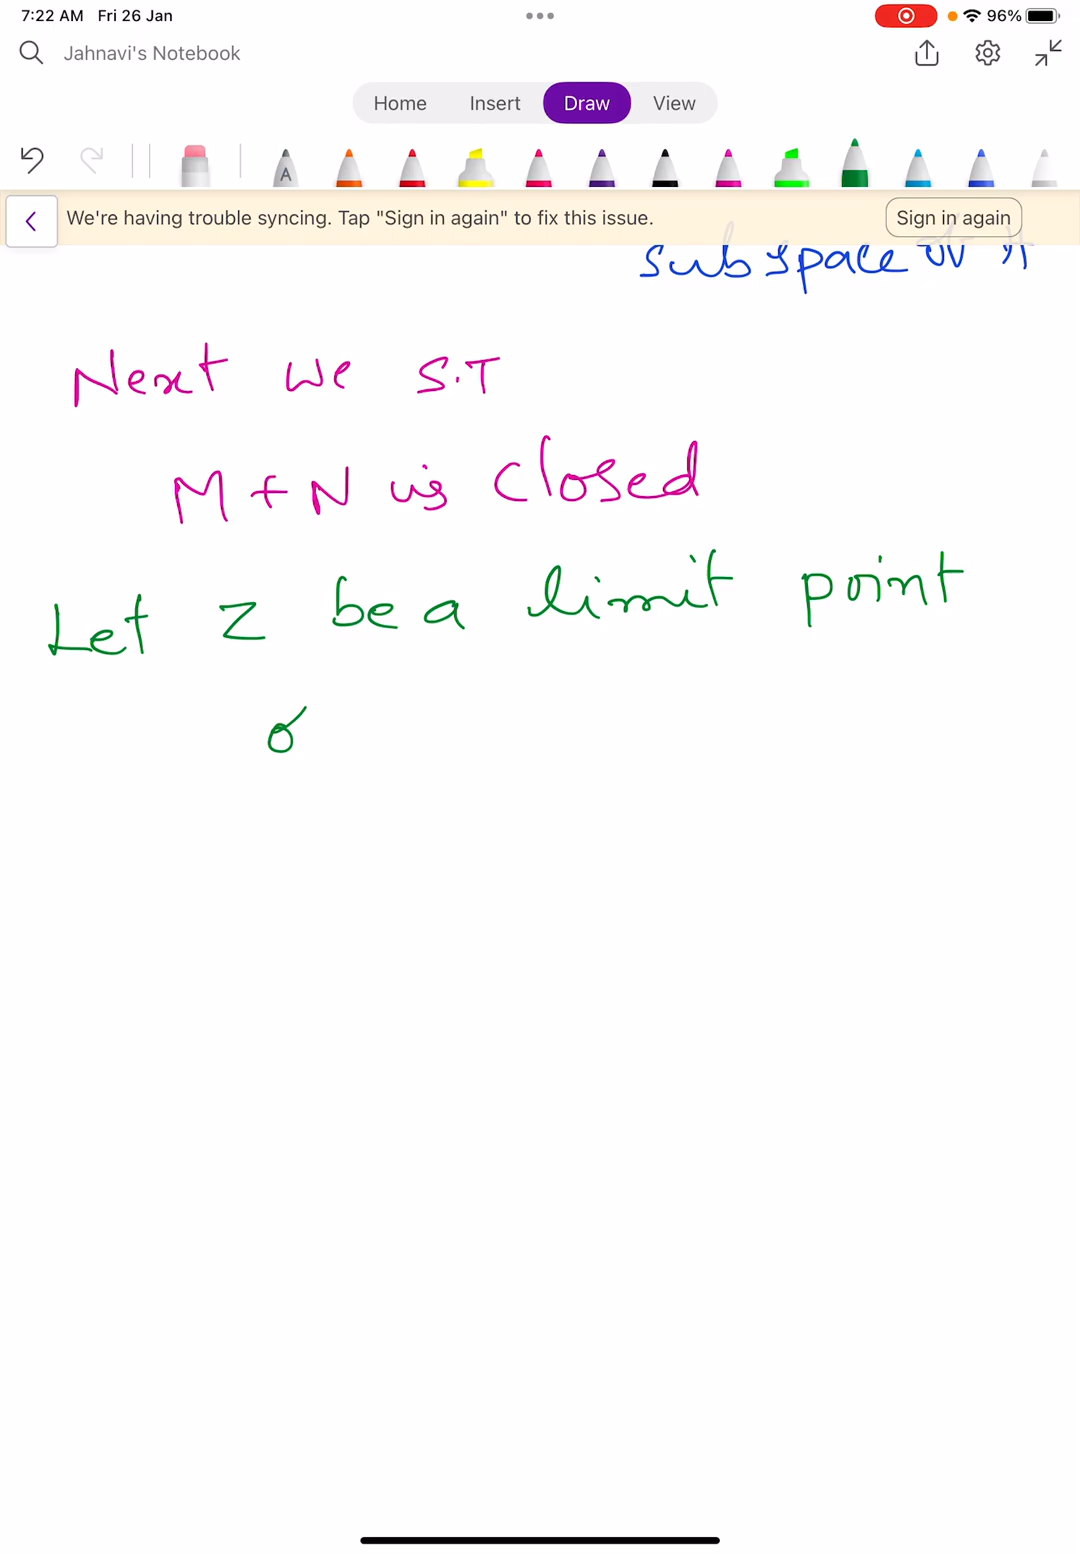 7:22 AM Fri 26 Jan
96%
Jahnavi's Notebook
Home Insert Draw View
A
We're having trouble syncing. Tap "Sign in again" to fix this issue. Sign in again
subspace of H
Next we S.T
M + N is closed
Let z be a limit point
o